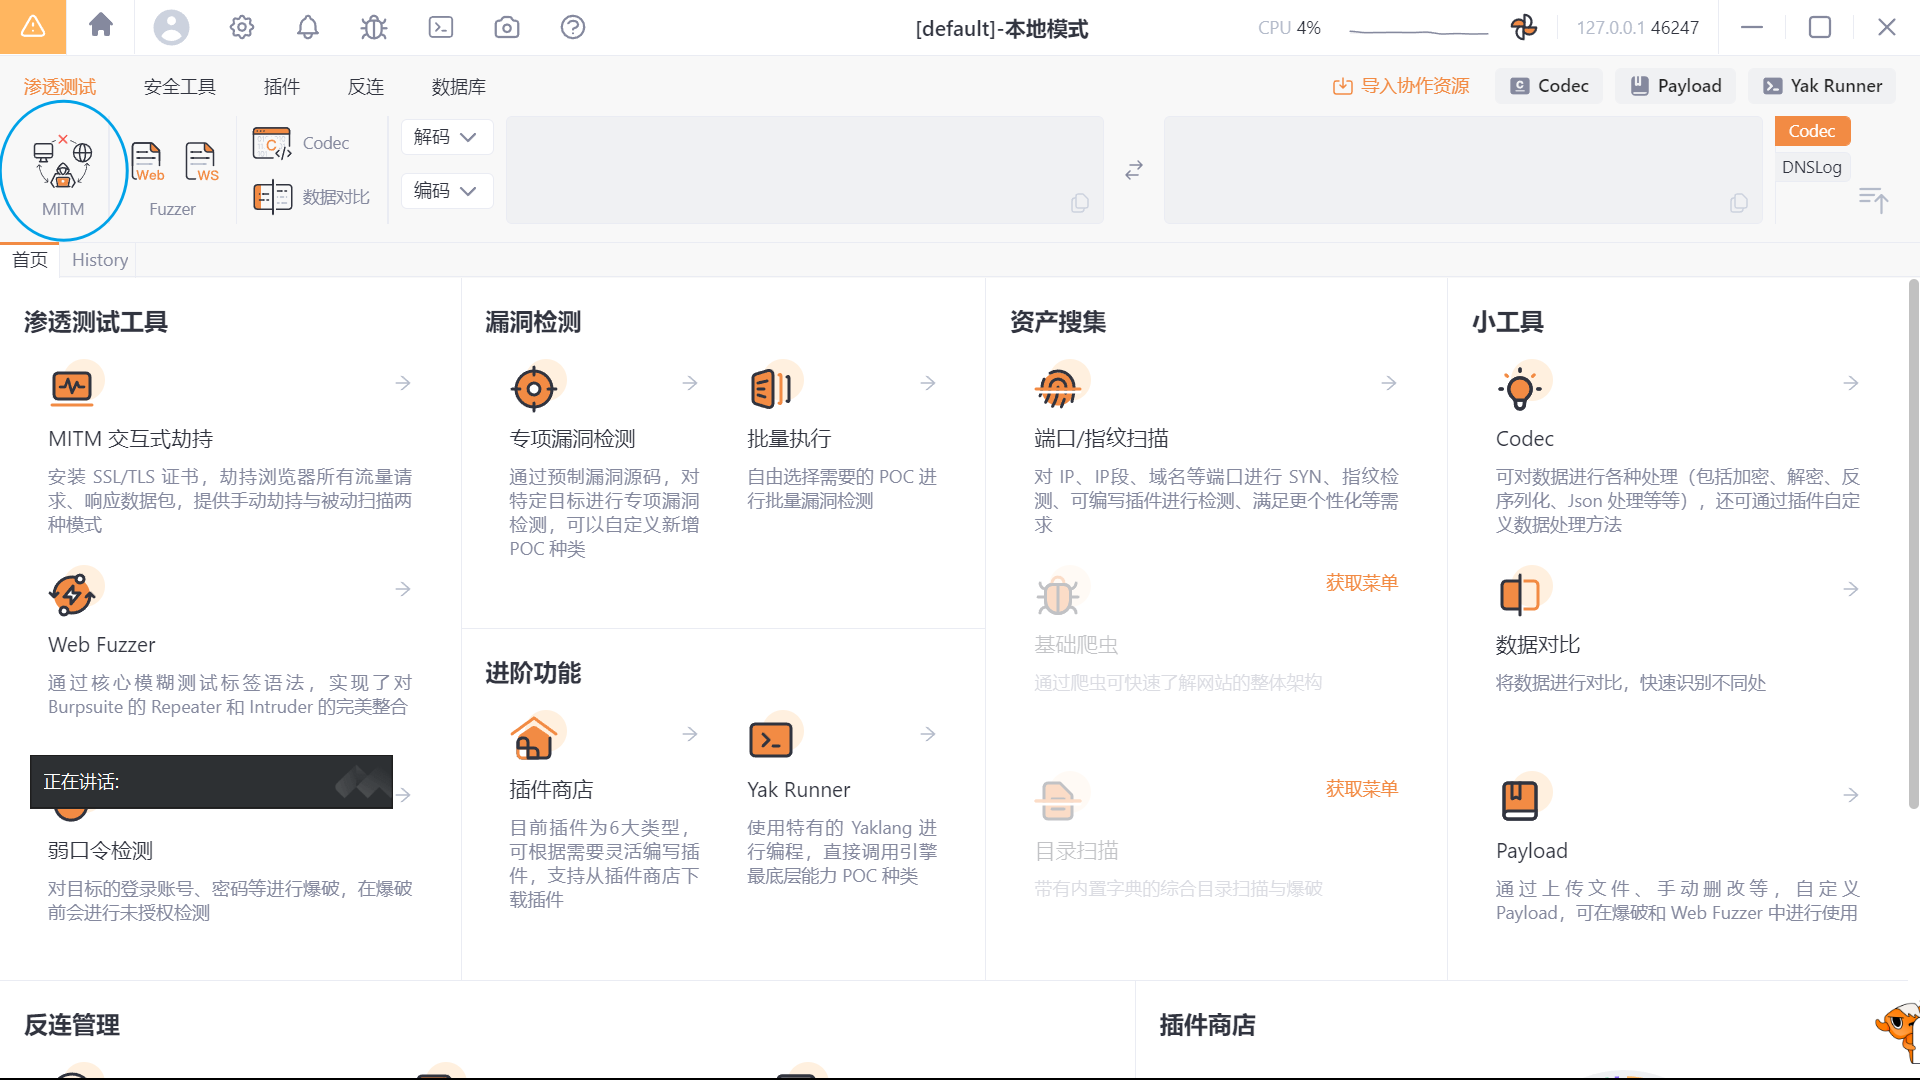 [default]-本地模式
CPU 4%
127.0.0.1 46247
渗透测试 安全工具 插件 反连 数据库
导入协作资源 Codec Payload Yak Runner
MITM
Web
WS
Fuzzer
Codec
数据对比
解码
编码
Codec
DNSLog
首页 History
渗透测试工具
MITM 交互式劫持
安装 SSL/TLS 证书，劫持浏览器所有流量请
求、响应数据包，提供手动劫持与被动扫描两
种模式
Web Fuzzer
通过核心模糊测试标签语法，实现了对
Burpsuite 的 Repeater 和 Intruder 的完美整合
正在讲话:
弱口令检测
对目标的登录账号、密码等进行爆破，在爆破
前会进行未授权检测
漏洞检测
专项漏洞检测
通过预制漏洞源码，对
特定目标进行专项漏洞
检测，可以自定义新增
POC 种类
批量执行
自由选择需要的 POC 进
行批量漏洞检测
进阶功能
插件商店
目前插件为6大类型，
可根据需要灵活编写插
件，支持从插件商店下
载插件
Yak Runner
使用特有的 Yaklang 进
行编程，直接调用引擎
最底层能力 POC 种类
资产搜集
端口/指纹扫描
对 IP、IP段、域名等端口进行 SYN、指纹检
测、可编写插件进行检测、满足更个性化等需
求
获取菜单
基础爬虫
通过爬虫可快速了解网站的整体架构
获取菜单
目录扫描
带有内置字典的综合目录扫描与爆破
小工具
Codec
可对数据进行各种处理（包括加密、解密、反
序列化、Json 处理等等），还可通过插件自定
义数据处理方法
数据对比
将数据进行对比，快速识别不同处
Payload
通过上传文件、手动删改等，自定义
Payload，可在爆破和 Web Fuzzer 中进行使用
反连管理
插件商店